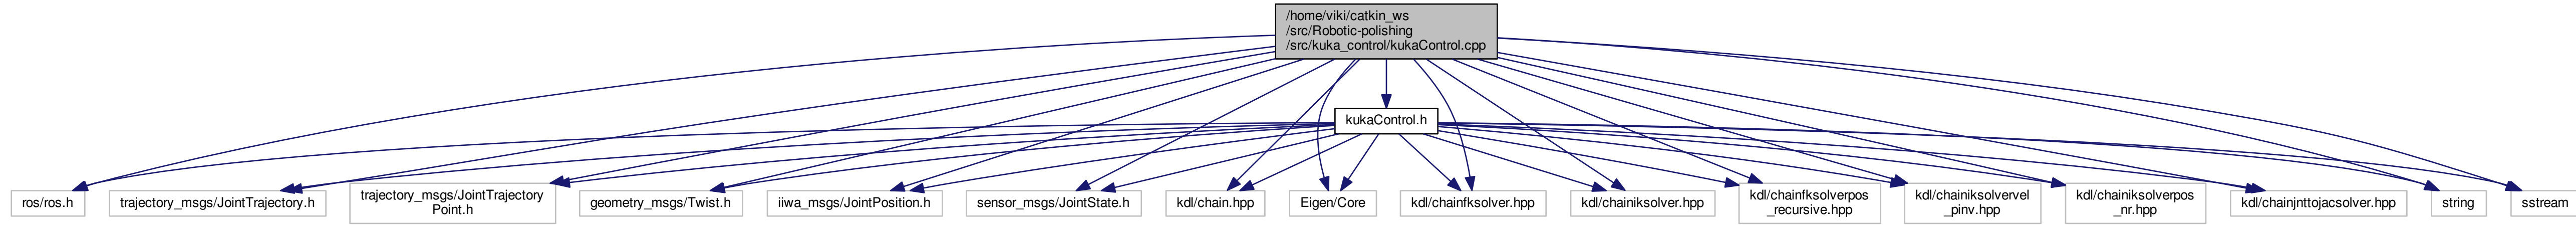 /home/viki/catkin_ws
/src/Robotic-polishing
/src/kuka_control/kukaControl.cpp
kukaControl.h
ros/ros.h
trajectory_msgs/JointTrajectory.h
trajectory_msgs/JointTrajectory
Point.h
geometry_msgs/Twist.h
iiwa_msgs/JointPosition.h
sensor_msgs/JointState.h
kdl/chain.hpp
Eigen/Core
kdl/chainfksolver.hpp
kdl/chainiksolver.hpp
kdl/chainfksolverpos
_recursive.hpp
kdl/chainiksolvervel
_pinv.hpp
kdl/chainiksolverpos
_nr.hpp
kdl/chainjnttojacsolver.hpp
string
sstream